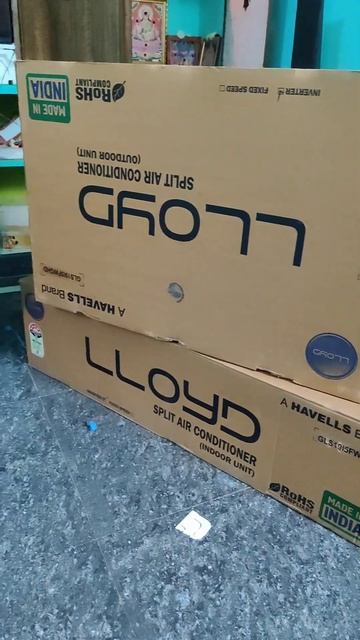 MADE IN
INDIA
RoHS
COMPLIANT
FIXED SPEED
INVERTER
SPLIT AIR CONDITIONER
(OUTDOOR UNIT)
LLOYD
A HAVELLS Brand
LLOYD
LLOYD
SPLIT AIR CONDITIONER
(INDOOR UNIT)
A HAVELLS
RoHS
COMPLIANT
MADE IN
INDIA